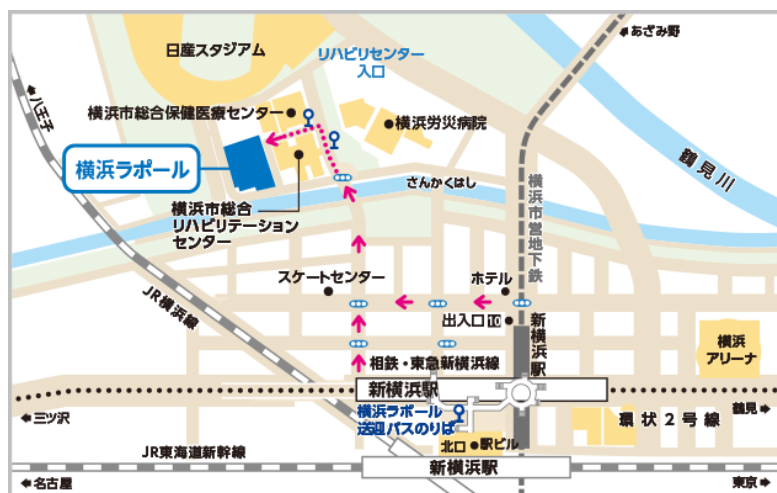 日産スタジアム
リハビリセンター
入口
あざみ野
八王子
横浜市総合保健医療センター
横浜労災病院
鶴見川
横浜ラポール
さんかくはし
横浜市営地下鉄
横浜市総合
リハビリテーション
センター
スケートセンター
ホテル
JR横浜線
出入口10
新横浜駅
横浜
アリーナ
相鉄・東急新横浜線
新横浜駅
横浜ラポール
送迎バスのりば
環状2号線
鶴見
三ツ沢
北口
駅ビル
JR東海道新幹線
新横浜駅
名古屋
東京